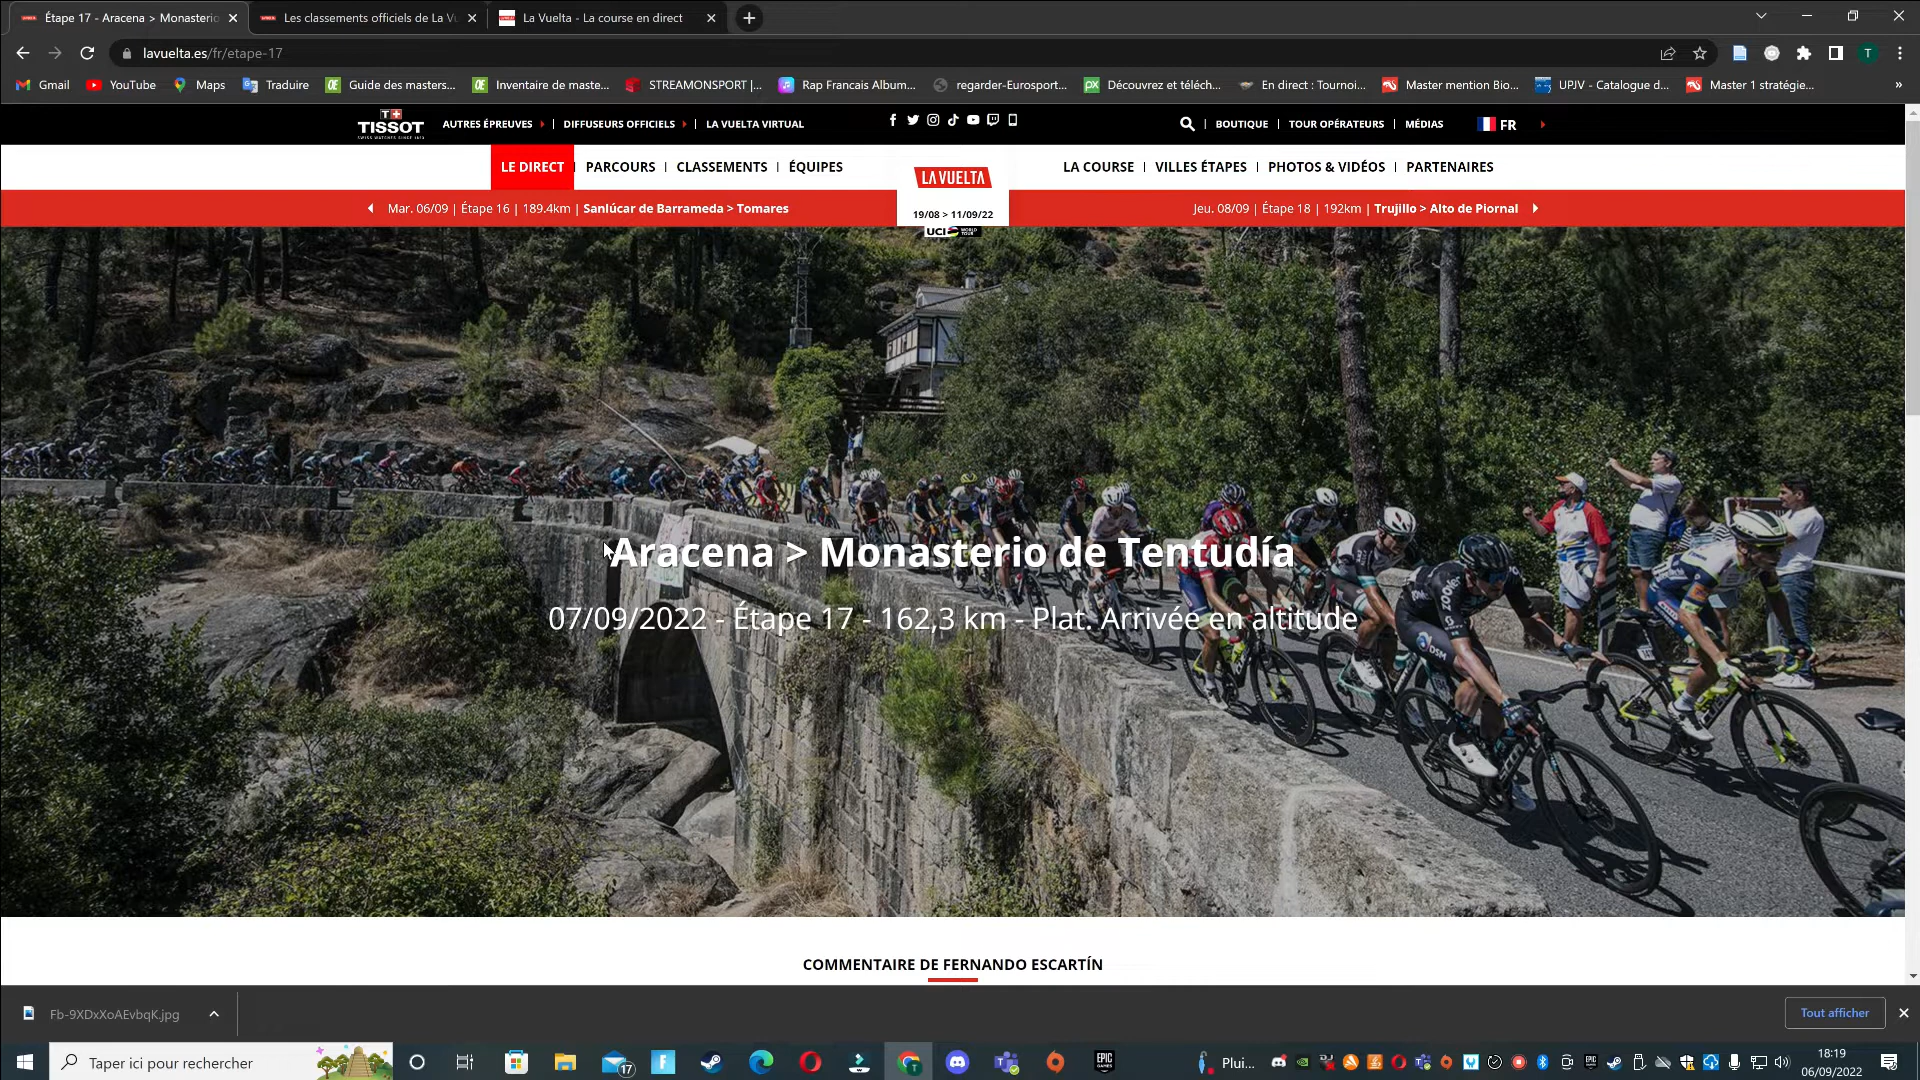 Étape 17 - Aracena > Monasterio
Les classements officiels de La Vu
La Vuelta - La course en direct
lavuelta.es/fr/etape-17
T
Gmail
YouTube
Maps
Traduire
Guide des masters...
Inventaire de maste...
STREAMONSPORT |...
Rap Francais Album...
regarder-Eurosport...
Découvrez et téléch...
En direct : Tournoi...
Master mention Bio...
UPJV - Catalogue d...
Master 1 stratégie...
»
TISSOT
AUTRES ÉPREUVES
DIFFUSEURS OFFICIELS
LA VUELTA VIRTUAL
BOUTIQUE
TOUR OPÉRATEURS
MÉDIAS
FR
LE DIRECT
PARCOURS
CLASSEMENTS
ÉQUIPES
LA VUELTA
19/08 > 11/09/22
UCI WORLD TOUR
LA COURSE
VILLES ÉTAPES
PHOTOS & VIDÉOS
PARTENAIRES
Mar. 06/09 | Étape 16 | 189.4km | Sanlúcar de Barrameda > Tomares
Jeu. 08/09 | Étape 18 | 192km | Trujillo > Alto de Piornal
Aracena > Monasterio de Tentudía
07/09/2022 - Étape 17 - 162,3 km - Plat. Arrivée en altitude
COMMENTAIRE DE FERNANDO ESCARTÍN
Fb-9XDxXoAEvbqK.jpg
Tout afficher
Taper ici pour rechercher
17
EPIC GAMES
Plui...
18:19
06/09/2022